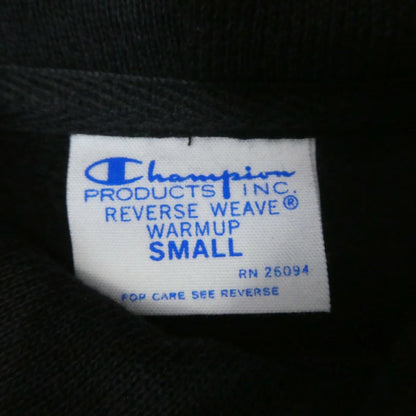 Champion
PRODUCTS INC.
REVERSE WEAVE®
WARMUP
SMALL
RN 26094
FOR CARE SEE REVERSE